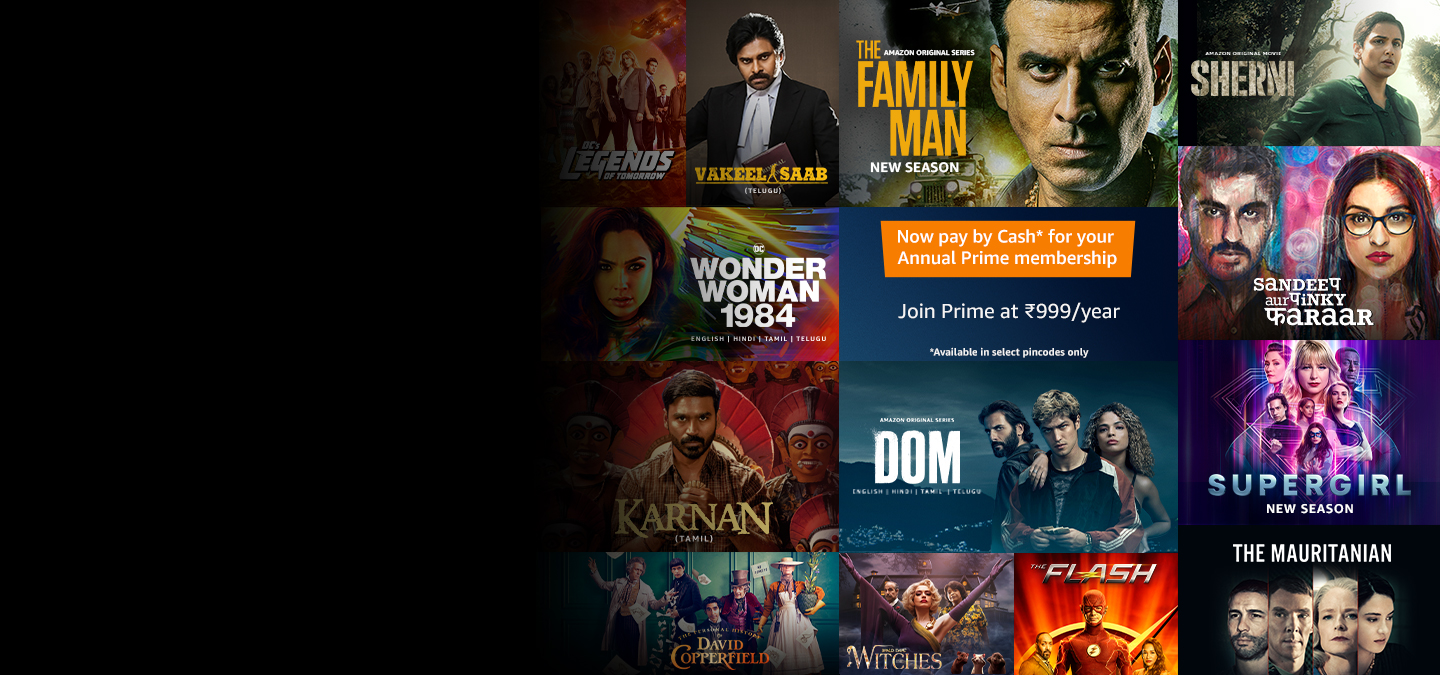 DC's
LEGENDS
OF TOMORROW
VAKEEL SAAB
(TELUGU)
THE
AMAZON ORIGINAL SERIES
FAMILY
MAN
NEW SEASON
AMAZON ORIGINAL MOVIE
SHERNI
DC
WONDER
WOMAN
1984
ENGLISH | HINDI | TAMIL | TELUGU
Now pay by Cash* for your
Annual Prime membership
Join Prime at ₹999/year
*Available in select pincodes only
SANDEEP
aur PiNKY
FARAAR
KARNAN
(TAMIL)
AMAZON ORIGINAL SERIES
DOM
ENGLISH | HINDI | TAMIL | TELUGU
SUPERGIRL
NEW SEASON
THE PERSONAL HISTORY
OF
DAVID
COPPERFIELD
ROALD DAHL'S
THE
WITCHES
THE
FLASH
THE MAURITANIAN